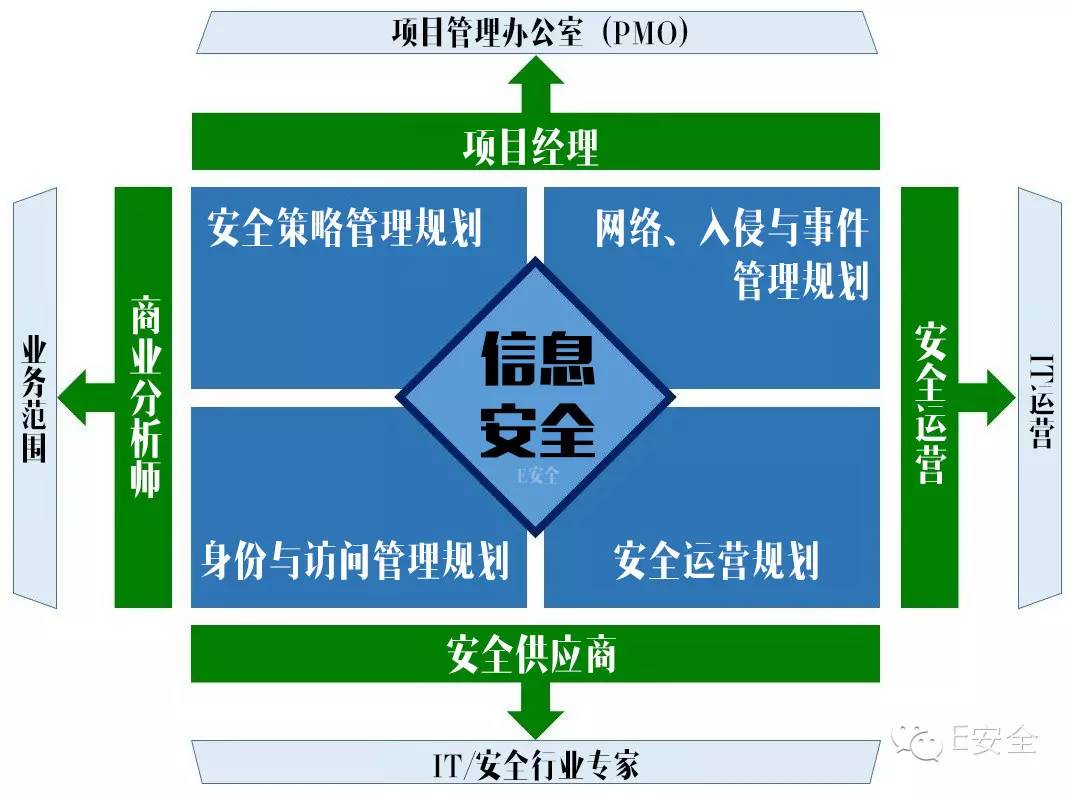 项目管理办公室（PMO）
项目经理
安全策略管理规划
网络、入侵与事件
管理规划
业务范围
商业分析师
信息
安全
E安全
安全运营
IT运营
身份与访问管理规划
安全运营规划
安全供应商
IT/安全行业专家
E安全